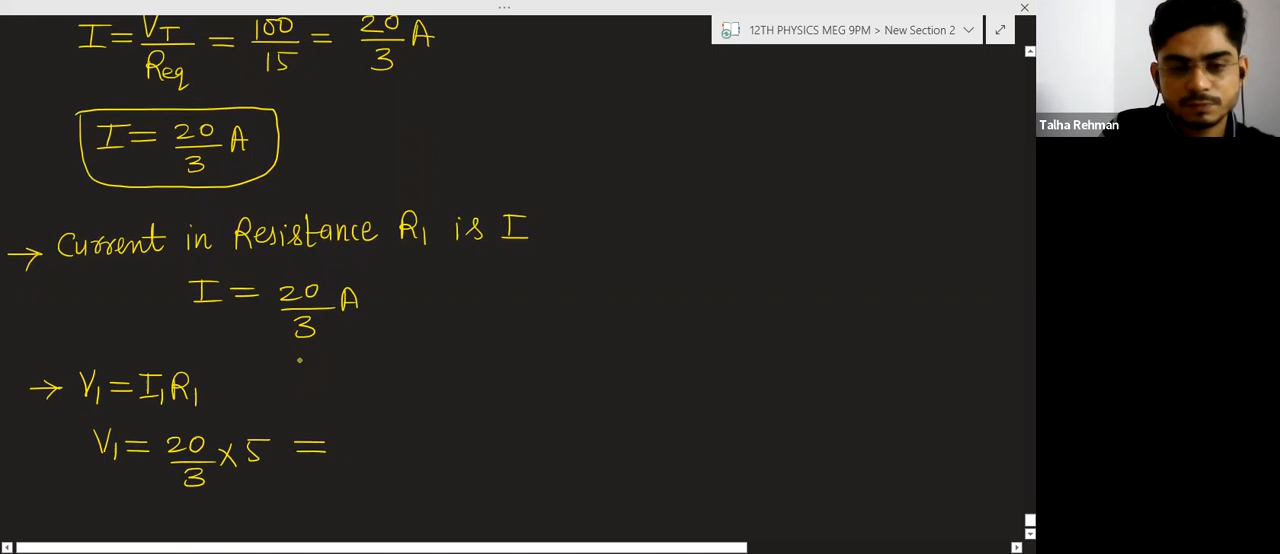 I = V_T/Req = 100/15 = 20/3 A
12TH PHYSICS MEG 9PM > New Section 2
I = 20/3 A
Talha Rehman
→ Current in Resistance R₁ is I
I = 20/3 A
→ V₁ = I₁R₁
V₁ = 20/3 × 5 =